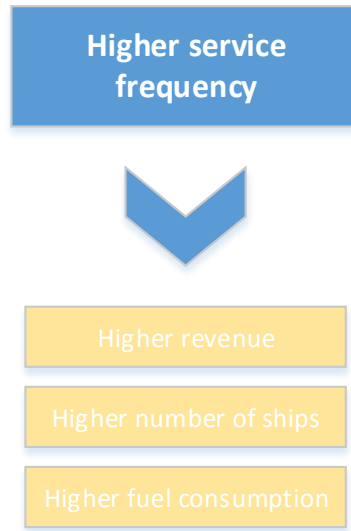 Higher service
frequency
Higher revenue
Higher number of ships
Higher fuel consumption